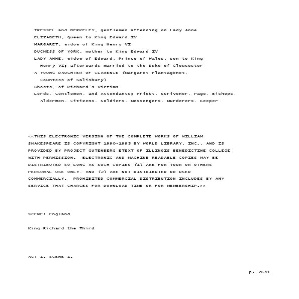 TRESSEL and BERKELEY, gentlemen attending on Lady Anne
ELIZABETH, Queen to King Edward IV
MARGARET, widow of King Henry VI
DUCHESS OF YORK, mother to King Edward IV
LADY ANNE, widow of Edward, Prince of Wales, son to King
Henry VI; afterwards married to the Duke of Gloucester
A YOUNG DAUGHTER OF CLARENCE (Margaret Plantagenet,
Countess of Salisbury)
Ghosts, of Richard's victims
Lords, Gentlemen, and Attendants; Priest, Scrivener, Page, Bishops,
Aldermen, Citizens, Soldiers, Messengers, Murderers, Keeper
<<THIS ELECTRONIC VERSION OF THE COMPLETE WORKS OF WILLIAM
SHAKESPEARE IS COPYRIGHT 1990-1993 BY WORLD LIBRARY, INC., AND IS
PROVIDED BY PROJECT GUTENBERG ETEXT OF ILLINOIS BENEDICTINE COLLEGE
WITH PERMISSION. ELECTRONIC AND MACHINE READABLE COPIES MAY BE
DISTRIBUTED SO LONG AS SUCH COPIES (1) ARE FOR YOUR OR OTHERS
PERSONAL USE ONLY, AND (2) ARE NOT DISTRIBUTED OR USED
COMMERCIALLY. PROHIBITED COMMERCIAL DISTRIBUTION INCLUDES BY ANY
SERVICE THAT CHARGES FOR DOWNLOAD TIME OR FOR MEMBERSHIP.>>
SCENE: England
King Richard the Third
ACT I. SCENE 1.